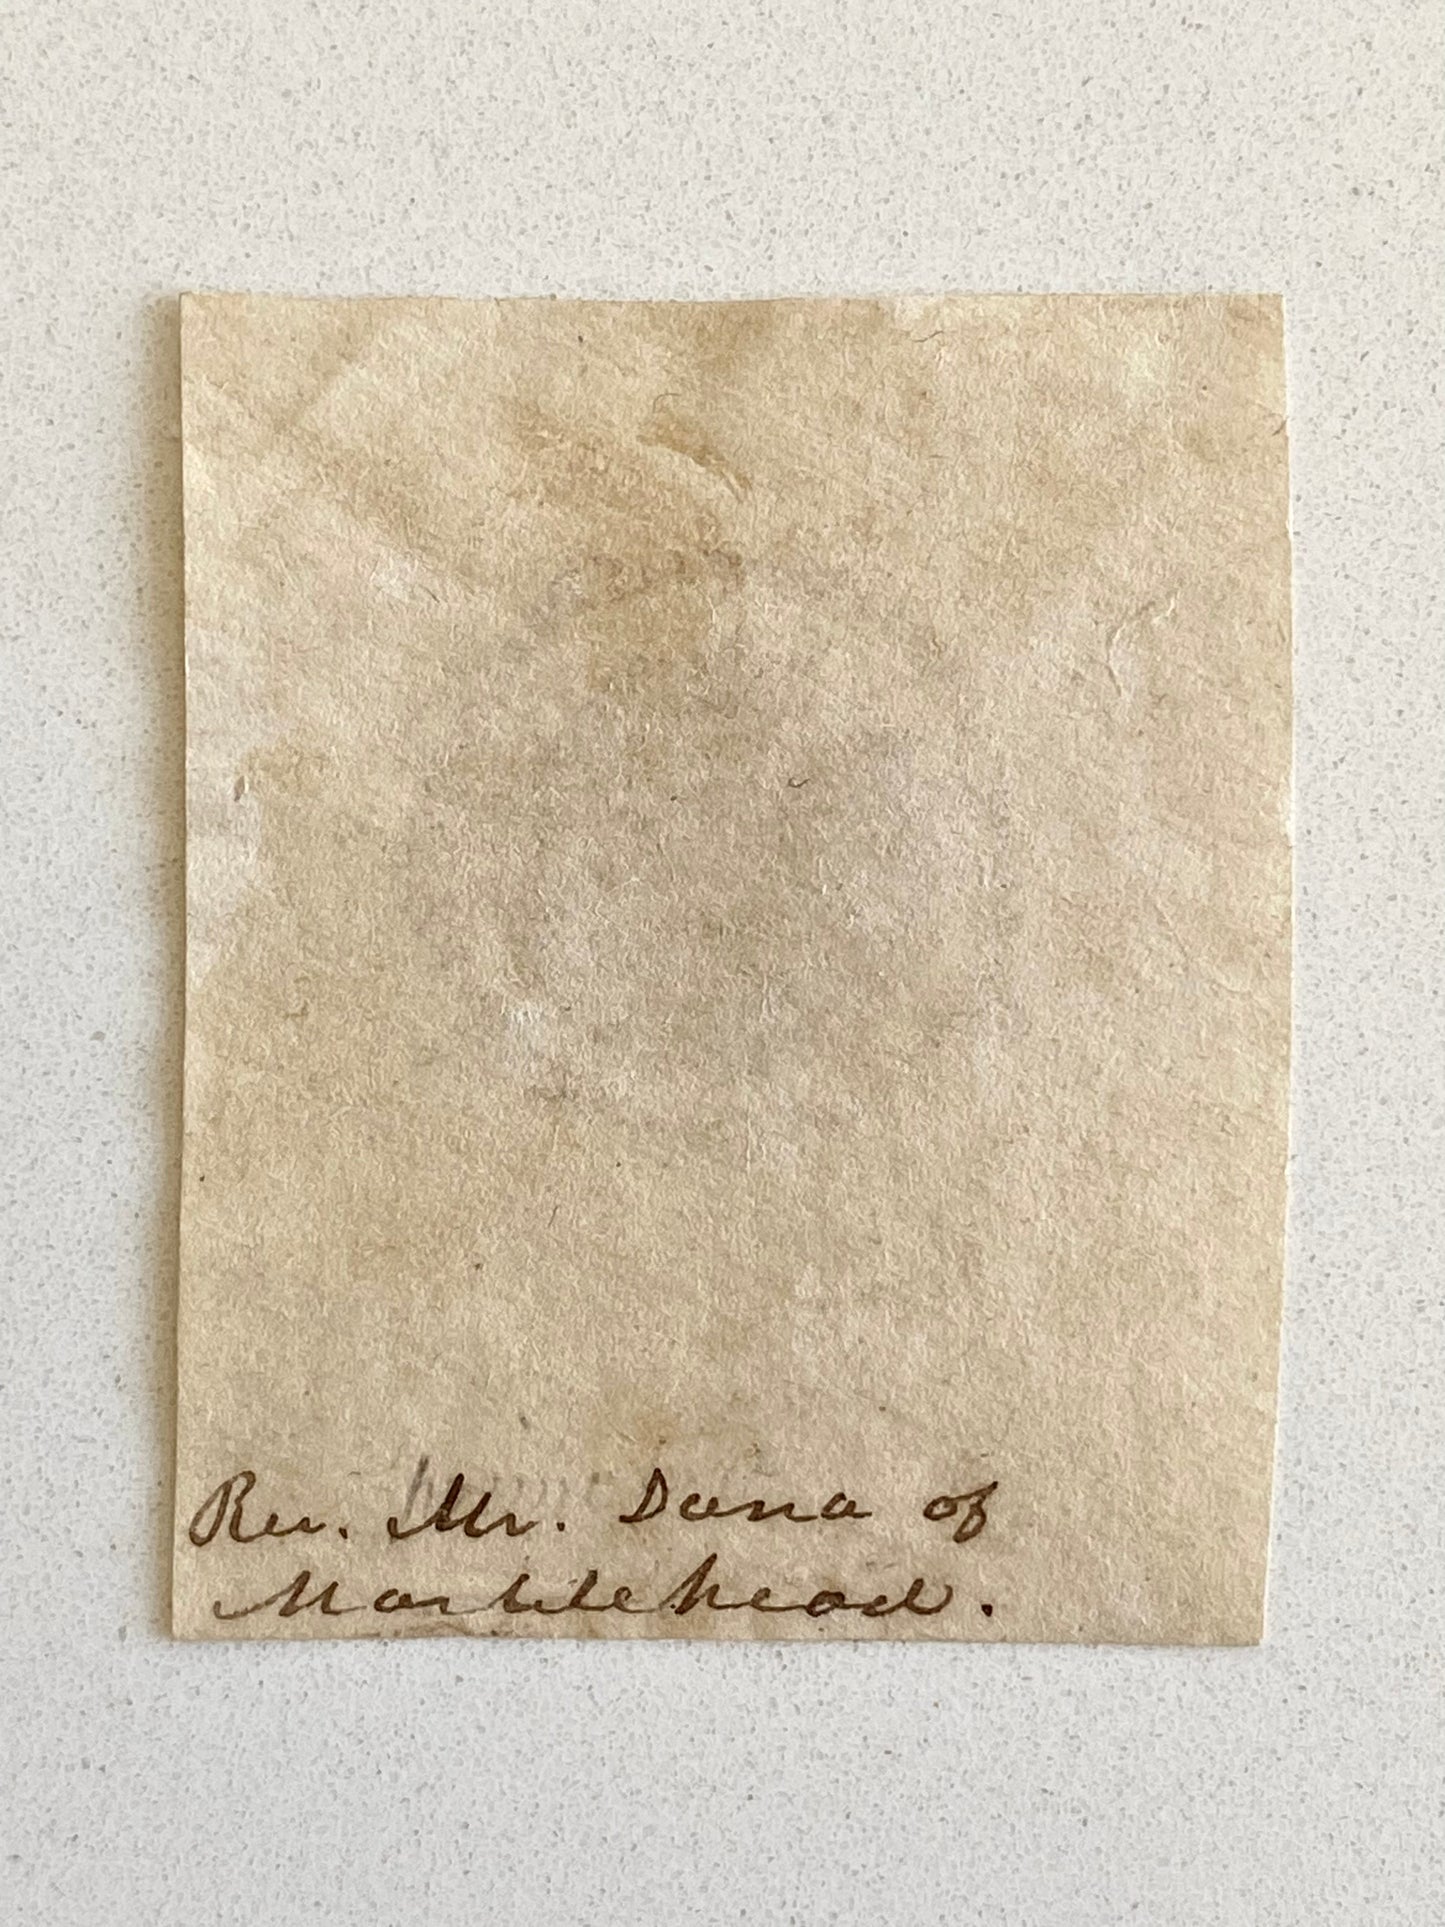 Rev. Mr. Dana of
Marblehead.